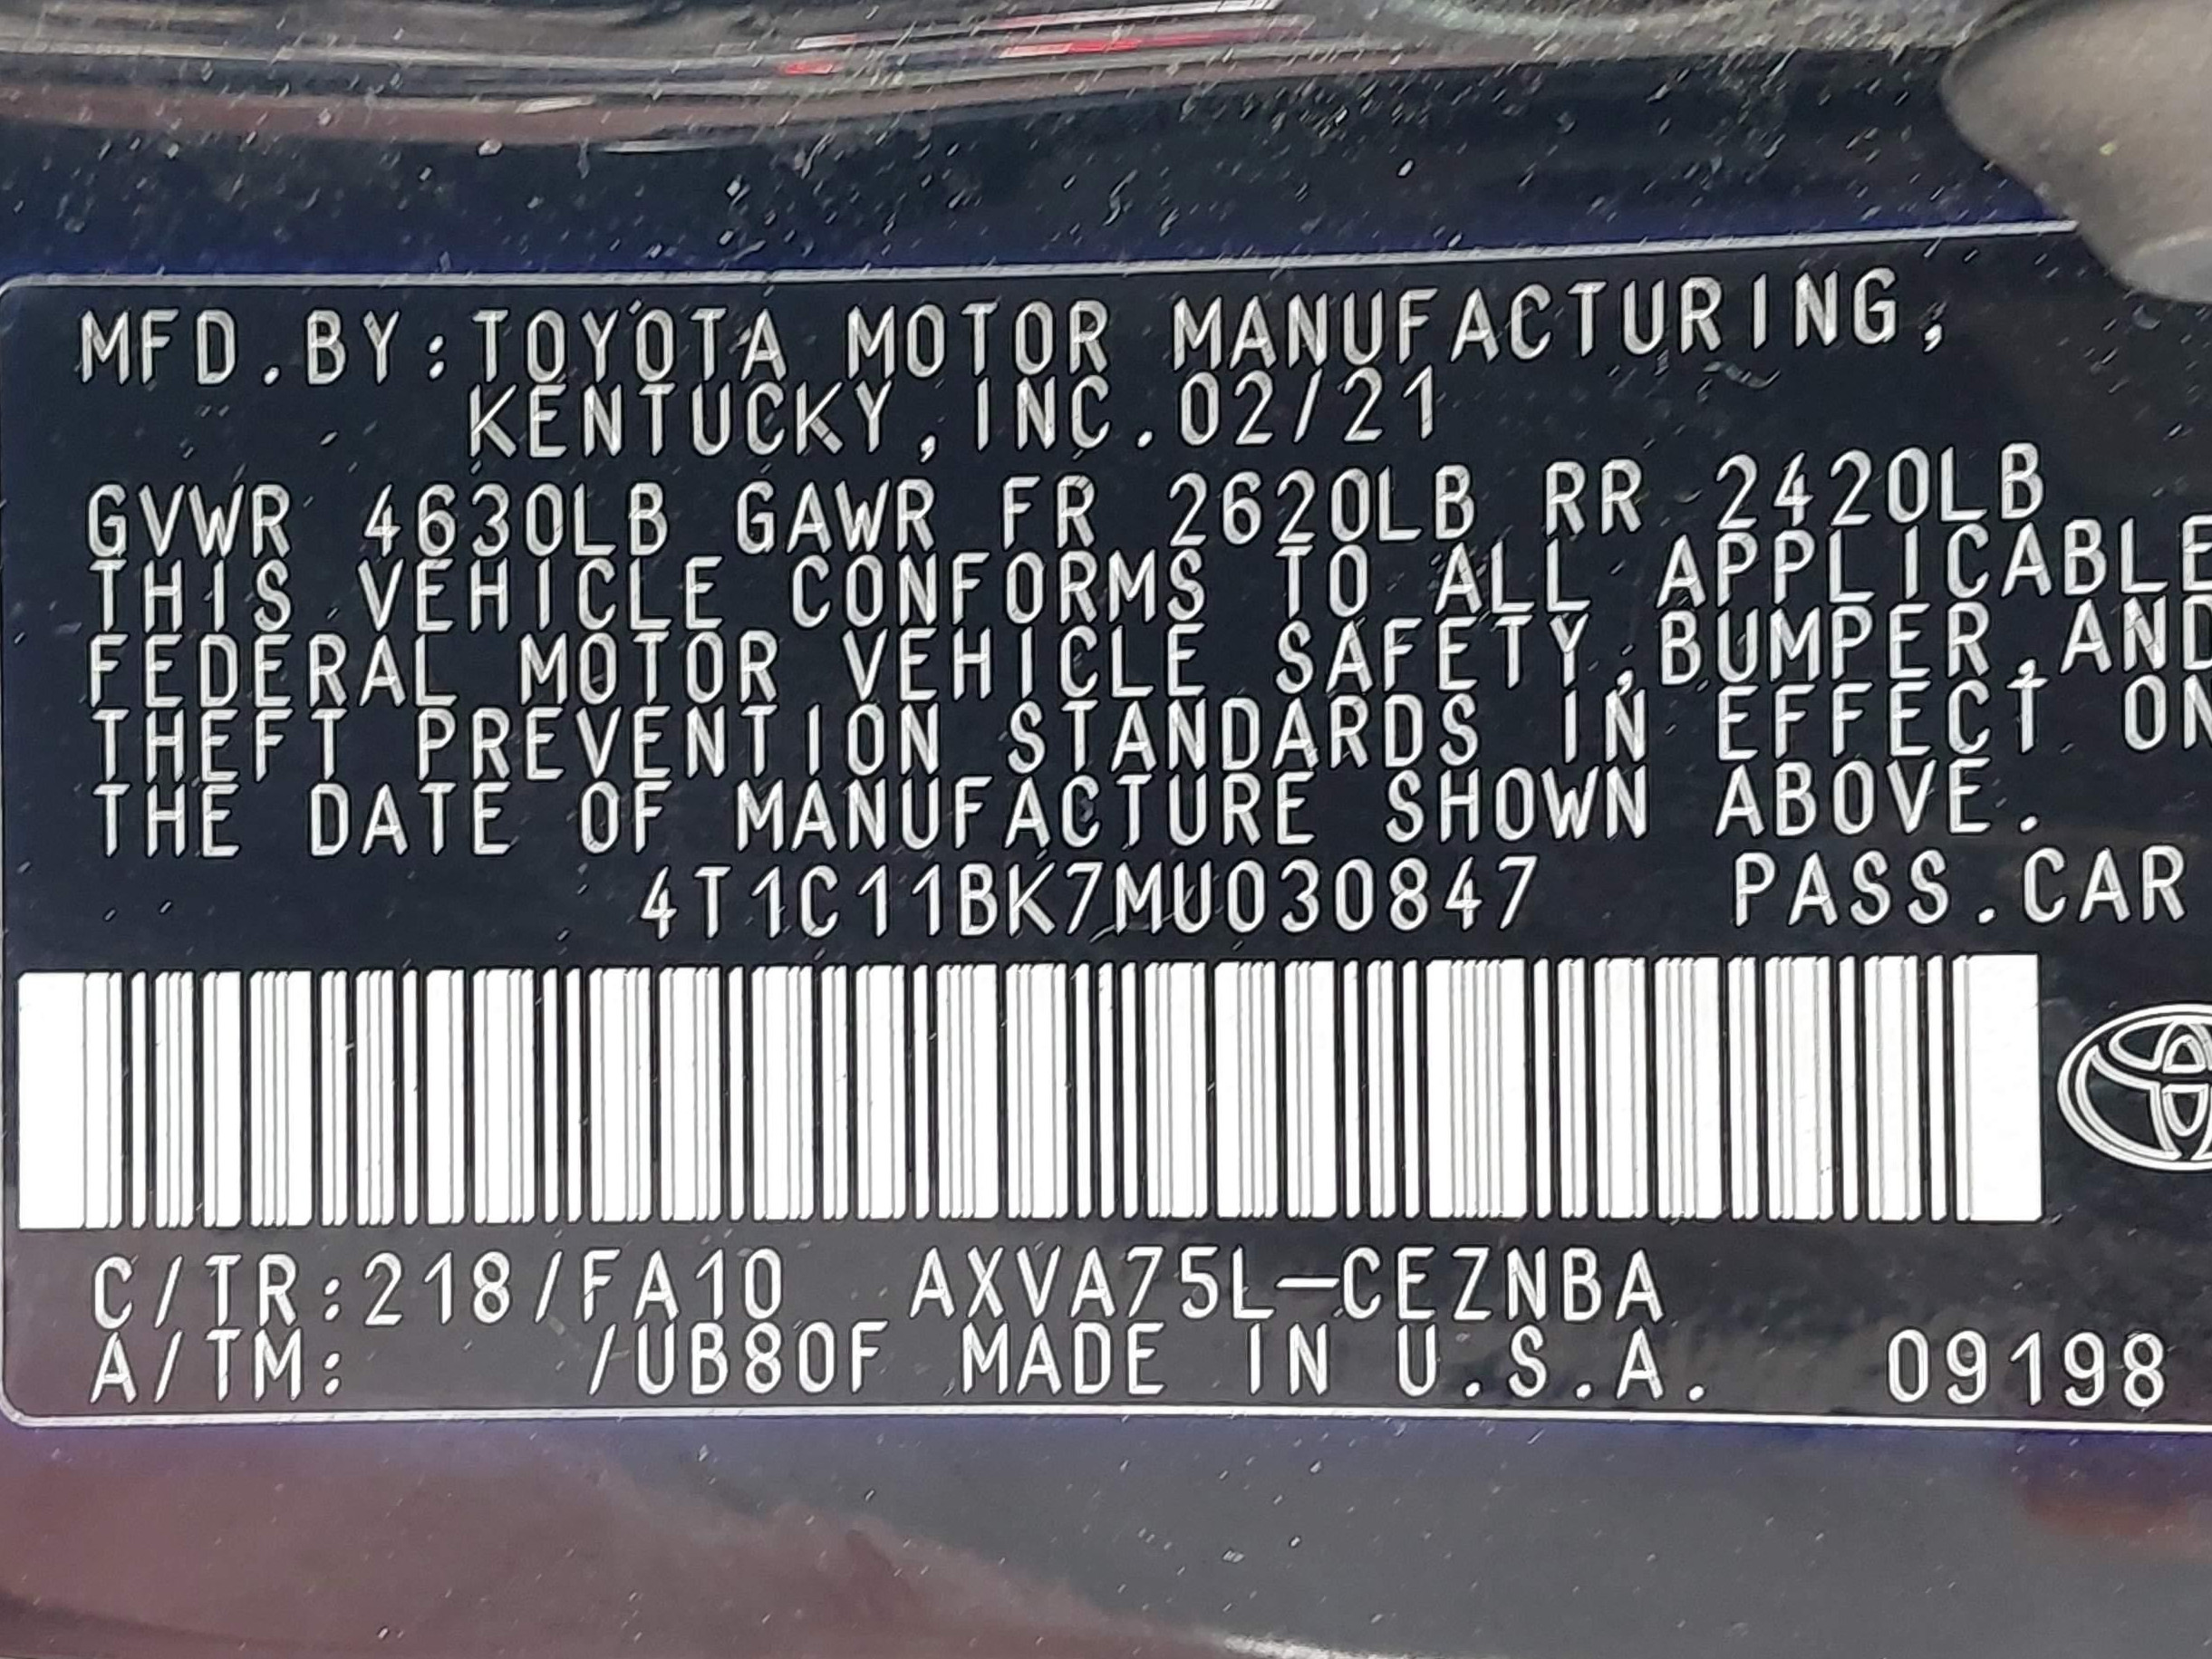 MFD.BY:TOYOTA MOTOR MANUFACTURING,
KENTUCKY,INC.02/21
GVWR 4630LB GAWR FR 2620LB RR 2420LB
THIS VEHICLE CONFORMS TO ALL APPLICABLE
FEDERAL MOTOR VEHICLE SAFETY,BUMPER,AND
THEFT PREVENTION STANDARDS IN EFFECT ON
THE DATE OF MANUFACTURE SHOWN ABOVE.
4T1C11BK7MU030847 PASS.CAR
C/TR:218/FA10 AXVA75L-CEZNBA
A/TM: /UB80F MADE IN U.S.A. 09198